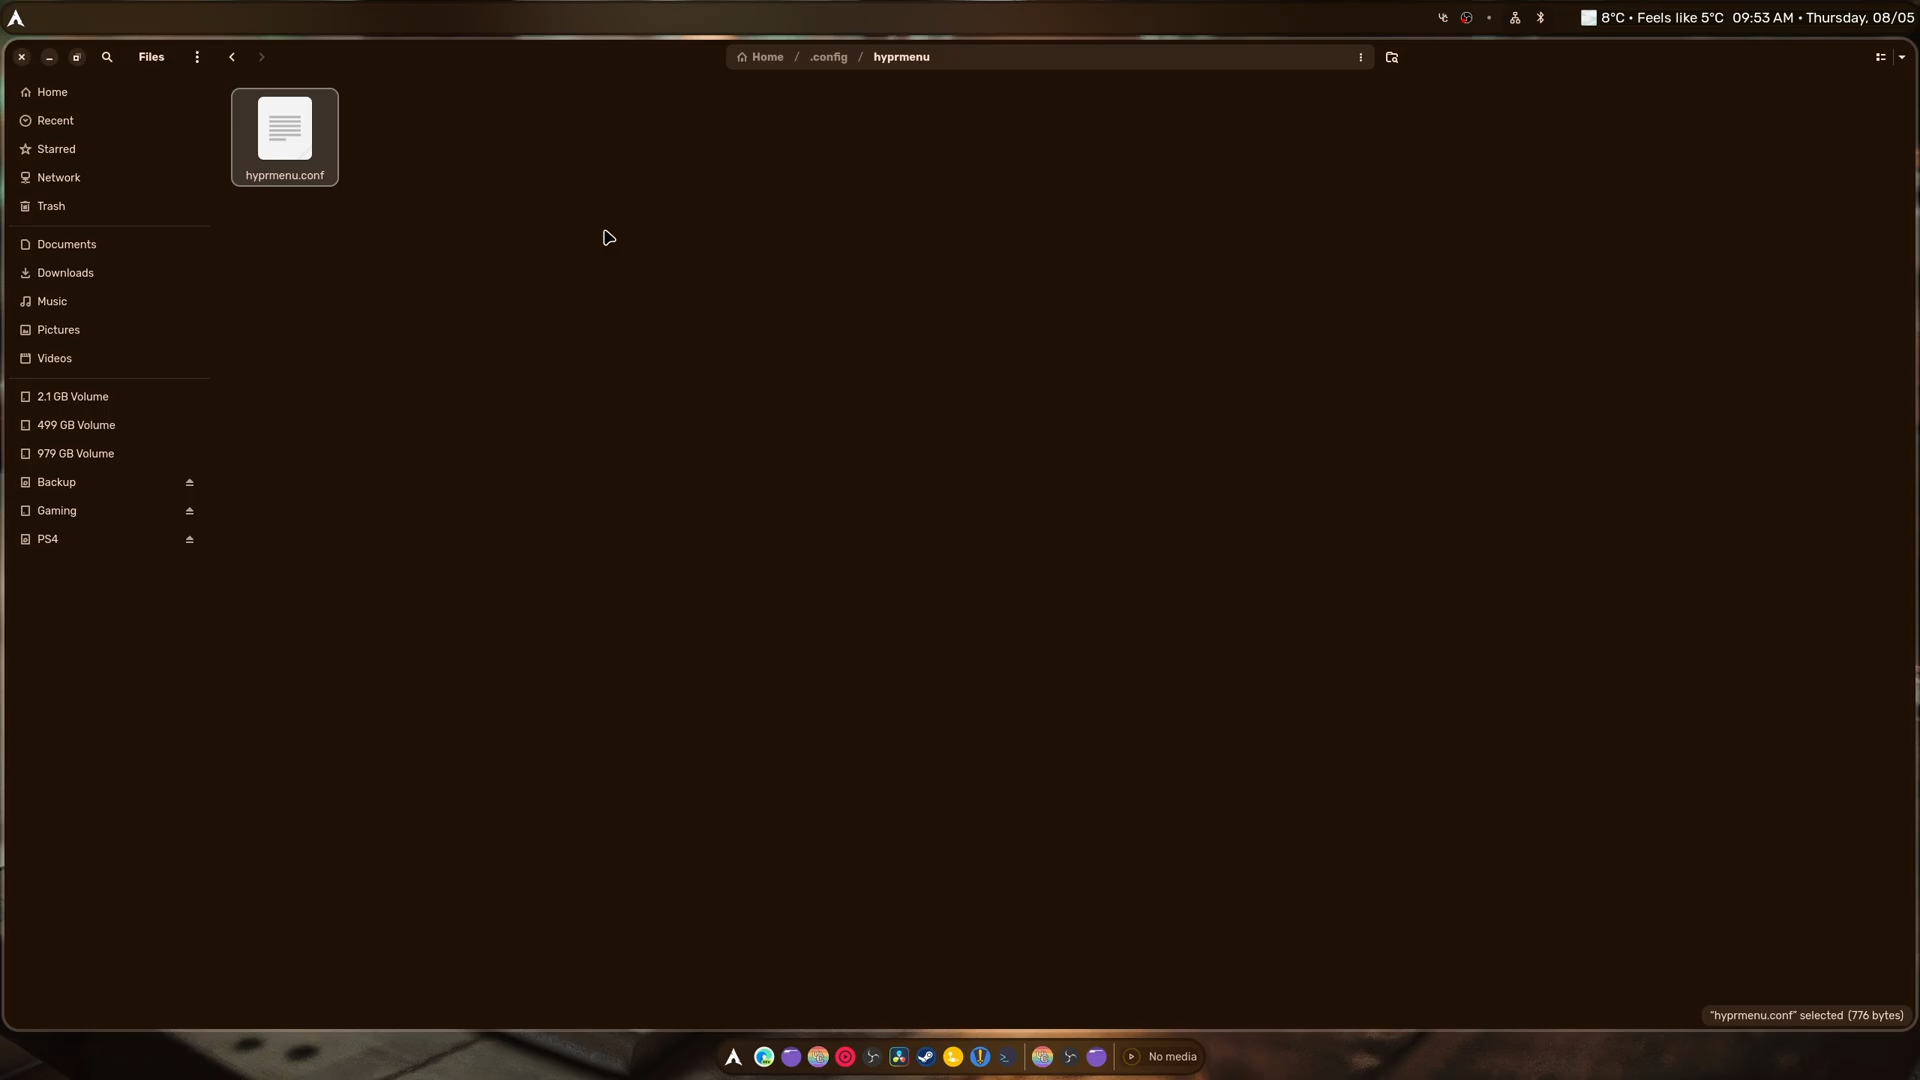 8°C • Feels like 5°C 09:53 AM • Thursday, 08/05
Files
Home / .config / hyprmenu
Home
Recent
Starred
Network
Trash
Documents
Downloads
Music
Pictures
Videos
2.1 GB Volume
499 GB Volume
979 GB Volume
Backup
Gaming
PS4
hyprmenu.conf
“hyprmenu.conf” selected (776 bytes)
No media